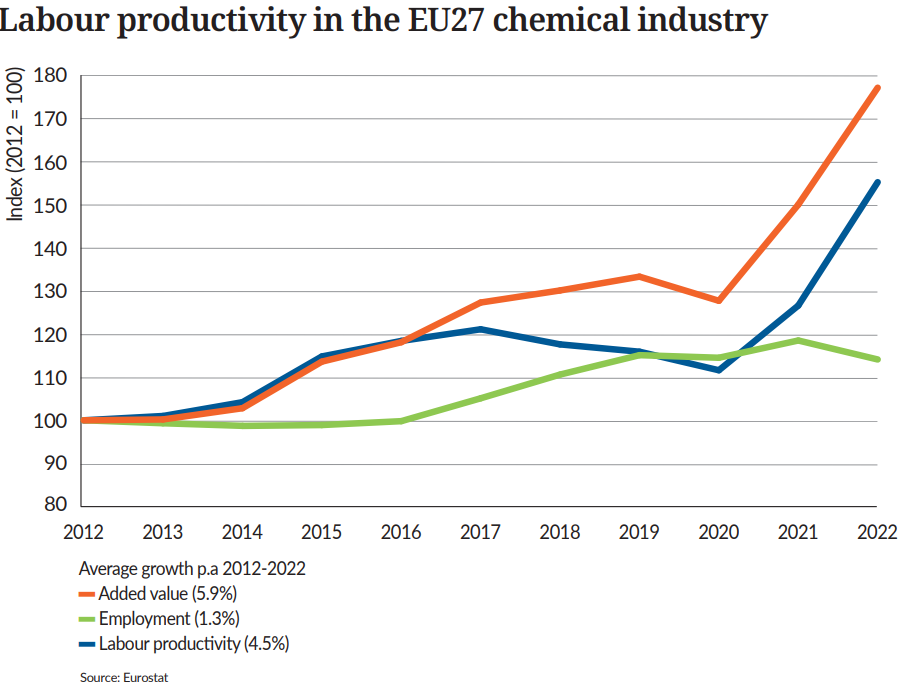 Labour productivity in the EU27 chemical industry
Index (2012 = 100)
180
170
160
150
140
130
120
110
100
90
80
2012 2013 2014 2015 2016 2017 2018 2019 2020 2021 2022
Average growth p.a 2012-2022
Added value (5.9%)
Employment (1.3%)
Labour productivity (4.5%)
Source: Eurostat